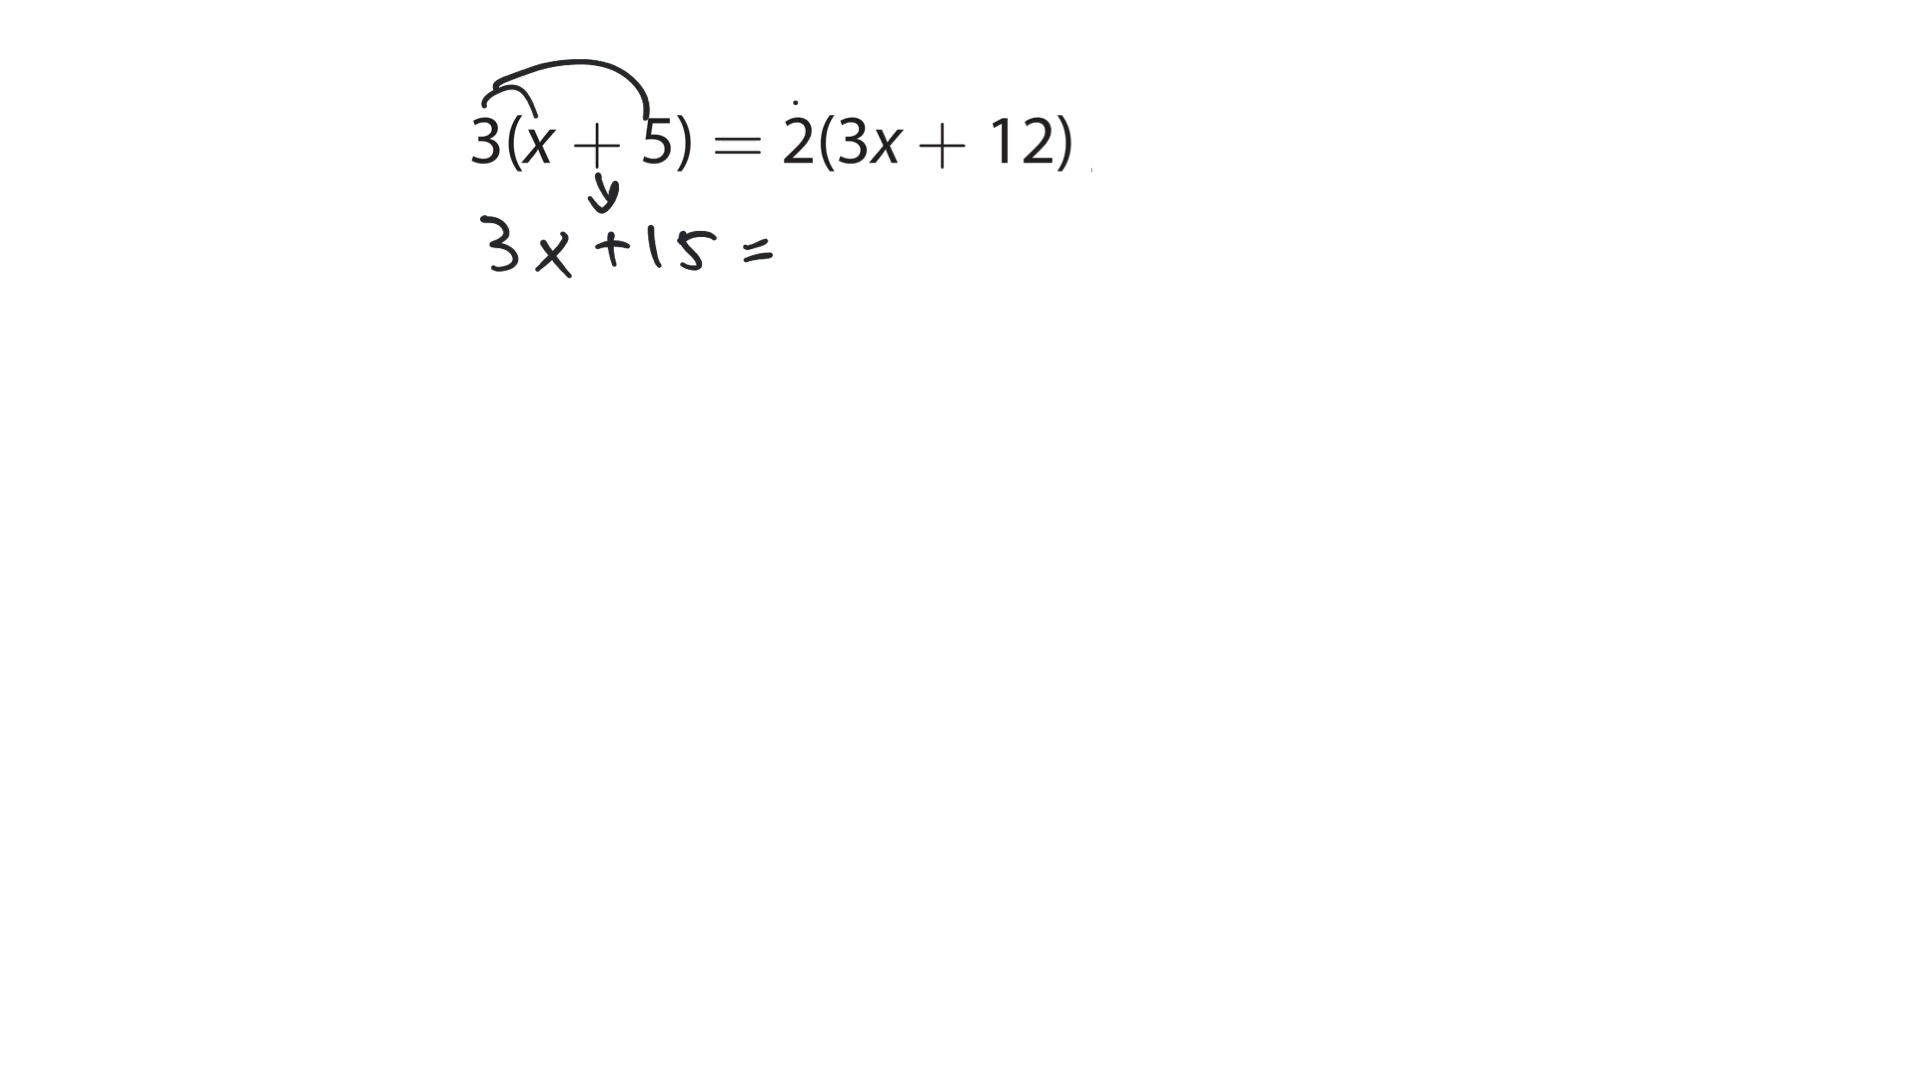 3(x + 5) = 2(3x + 12)
3x + 15 =